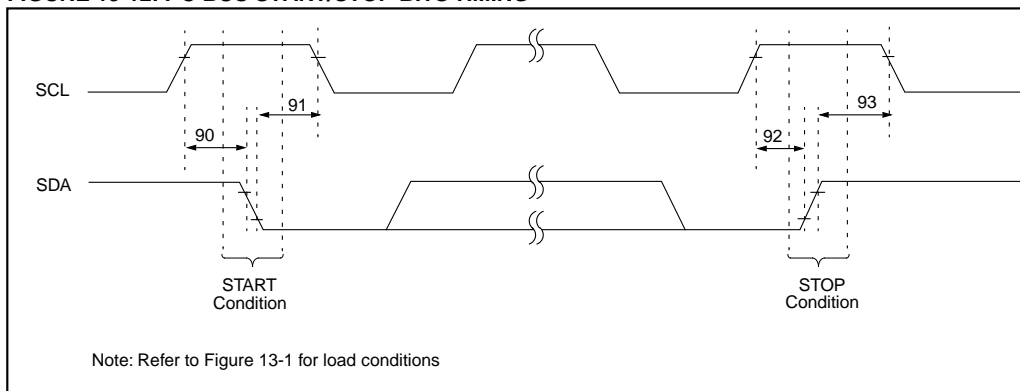 SCL
91
93
90
92
SDA
START
Condition
STOP
Condition
Note: Refer to Figure 13-1 for load conditions